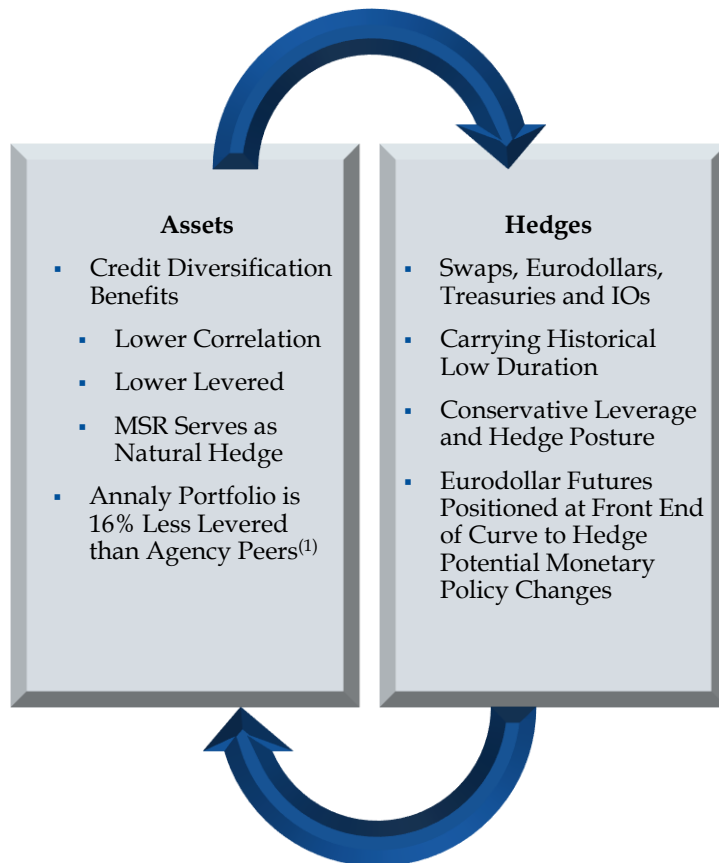 Assets
▪ Credit Diversification
Benefits
▪ Lower Correlation
▪ Lower Levered
▪ MSR Serves as
Natural Hedge
▪ Annaly Portfolio is
16% Less Levered
than Agency Peers(1)
Hedges
▪ Swaps, Eurodollars,
Treasuries and IOs
▪ Carrying Historical
Low Duration
▪ Conservative Leverage
and Hedge Posture
▪ Eurodollar Futures
Positioned at Front End
of Curve to Hedge
Potential Monetary
Policy Changes